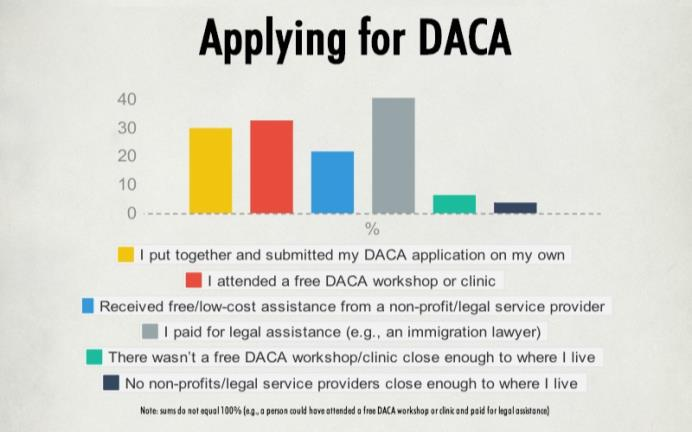 Applying for DACA
40
30
20
10
0
%
I put together and submitted my DACA application on my own
I attended a free DACA workshop or clinic
Received free/low-cost assistance from a non-profit/legal service provider
I paid for legal assistance (e.g., an immigration lawyer)
There wasn't a free DACA workshop/clinic close enough to where I live
No non-profits/legal service providers close enough to where I live
Note: sums do not equal 100% (e.g., a person could have attended a free DACA workshop or clinic and paid for legal assistance)